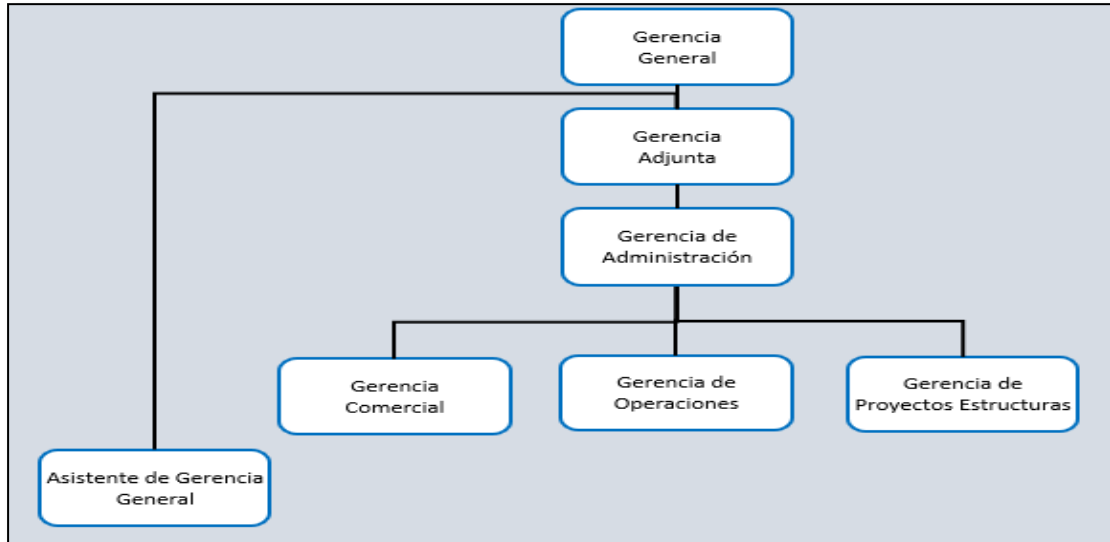 Gerencia
General
Gerencia
Adjunta
Gerencia de
Administración
Gerencia
Comercial
Gerencia de
Operaciones
Gerencia de
Proyectos Estructuras
Asistente de Gerencia
General